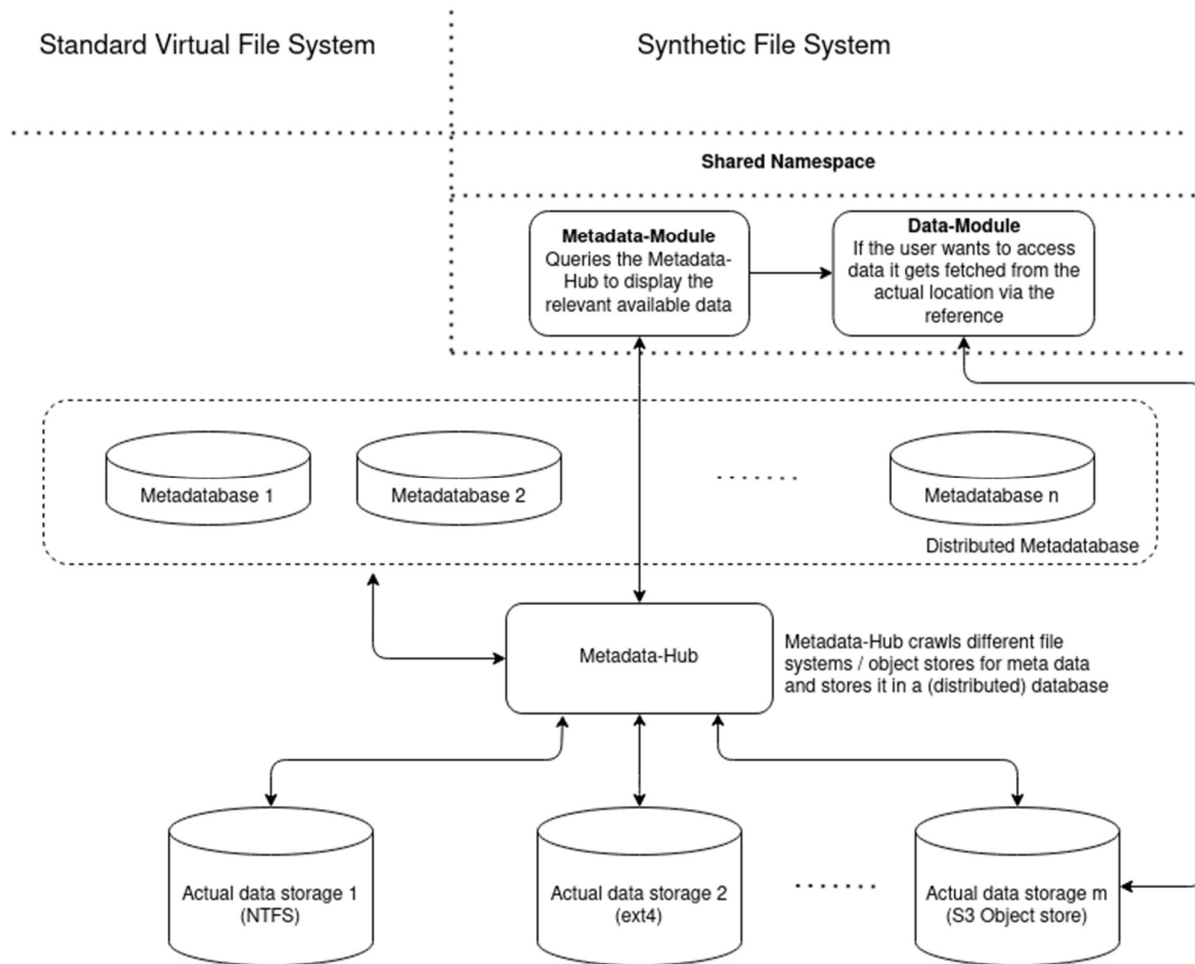 Standard Virtual File System
Synthetic File System
Shared Namespace
Metadata-Module
Queries the Metadata-
Hub to display the
relevant available data
Data-Module
If the user wants to access
data it gets fetched from the
actual location via the
reference
Metadatabase 1
Metadatabase 2
Metadatabase n
Distributed Metadatabase
Metadata-Hub
Metadata-Hub crawls different file
systems / object stores for meta data
and stores it in a (distributed) database
Actual data storage 1
(NTFS)
Actual data storage 2
(ext4)
Actual data storage m
(S3 Object store)